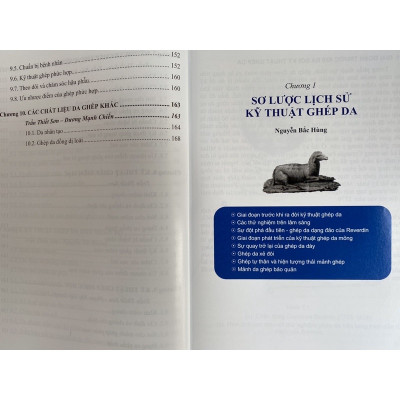 9.5. Chuẩn bị bệnh nhân 152
9.6. Kỹ thuật ghép phức hợp 152
9.7. Theo dõi và chăm sóc hậu phẫu 160
9.8. Ưu nhược điểm của ghép phức hợp 160
Chương 10. CÁC CHẤT LIỆU DA GHÉP KHÁC 163
Trần Thiết Sơn - Dương Mạnh Chiến 163
10.1. Da nhân tạo 164
10.2. Ghép da đồng dị loài 168
Chương 1
SƠ LƯỢC LỊCH SỬ
KỸ THUẬT GHÉP DA
Nguyễn Bắc Hùng
Giai đoạn trước khi ra đời kỹ thuật ghép da
Các thử nghiệm trên lâm sàng
Sự đột phá đầu tiên - ghép da dạng đảo của Reverdin
Giai đoạn phát triển của kỹ thuật ghép da mỏng
Sự quay trở lại của ghép da dày
Ghép da xẻ đôi
Ghép tự thân và hiện tượng thải mảnh ghép
Mảnh da ghép bảo quản